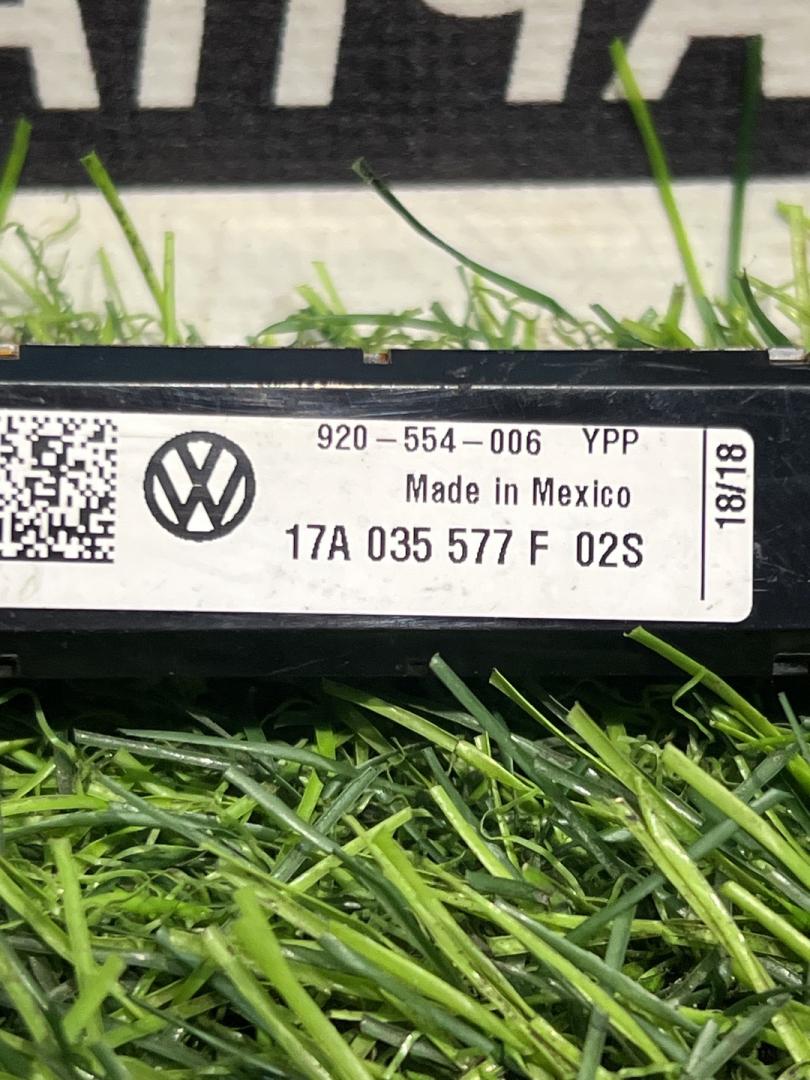 920-554-006 YPP
Made in Mexico
17A 035 577 F 02S
18/18